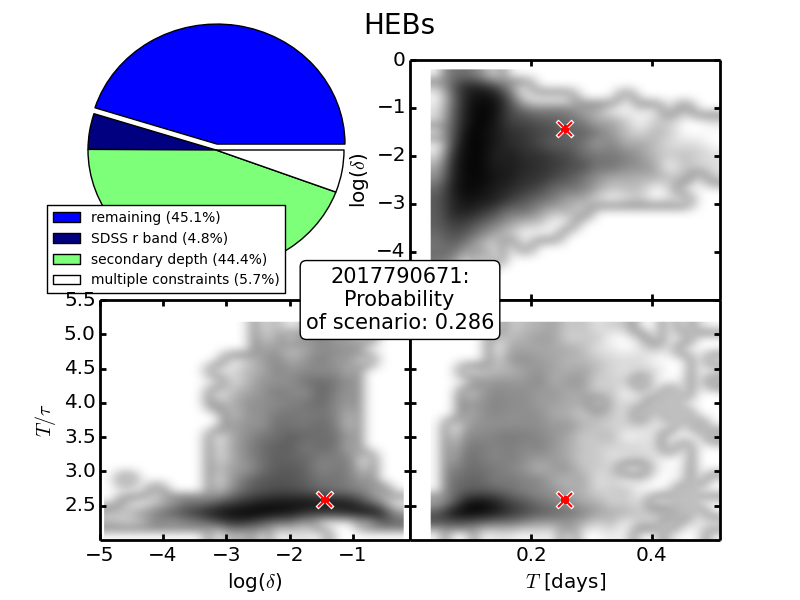 HEBs
remaining (45.1%)
SDSS r band (4.8%)
secondary depth (44.4%)
multiple constraints (5.7%)
0
−1
−2
−3
−4
log(δ)
2017790671:
Probability
of scenario: 0.286
5.5
5.0
4.5
4.0
3.5
3.0
2.5
T/τ
−5 −4 −3 −2 −1
log(δ)
0.2 0.4
T [days]